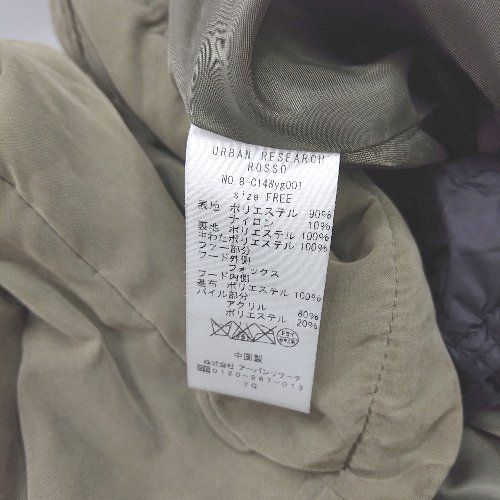 URBAN RESEARCH
ROSSO
NO.8-C14Wyg001
size FREE
表地 ポリエステル 90%
ナイロン 10%
裏地 ポリエステル 100%
中わた ポリエステル 100%
ファー部分
フード外側
フォックス
フード内側
基布 ポリエステル 100%
パイル部分
アクリル 80%
ポリエステル 20%
中国製
株式会社 アーバンリサーチ
0120-987-013
YG